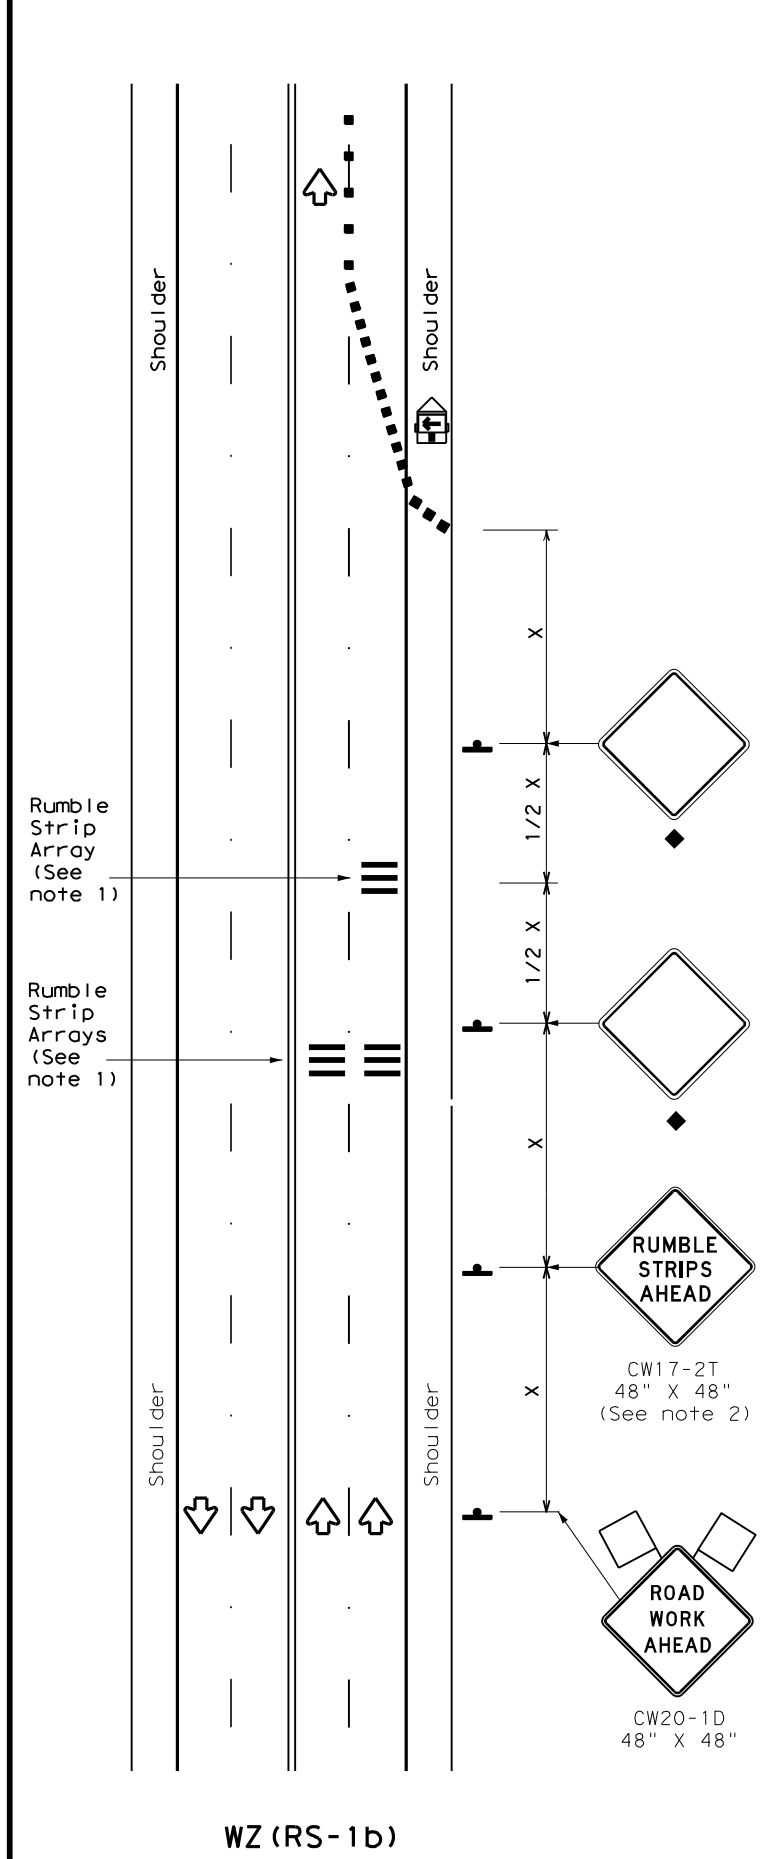 Shoulder
Shoulder
X
1/2 X
Rumble
Strip
Array
(See
note 1)
1/2 X
Rumble
Strip
Arrays
(See
note 1)
X
RUMBLE
STRIPS
AHEAD
CW17-2T
48" X 48"
(See note 2)
X
Shoulder
Shoulder
ROAD
WORK
AHEAD
CW20-1D
48" X 48"
WZ(RS-1b)